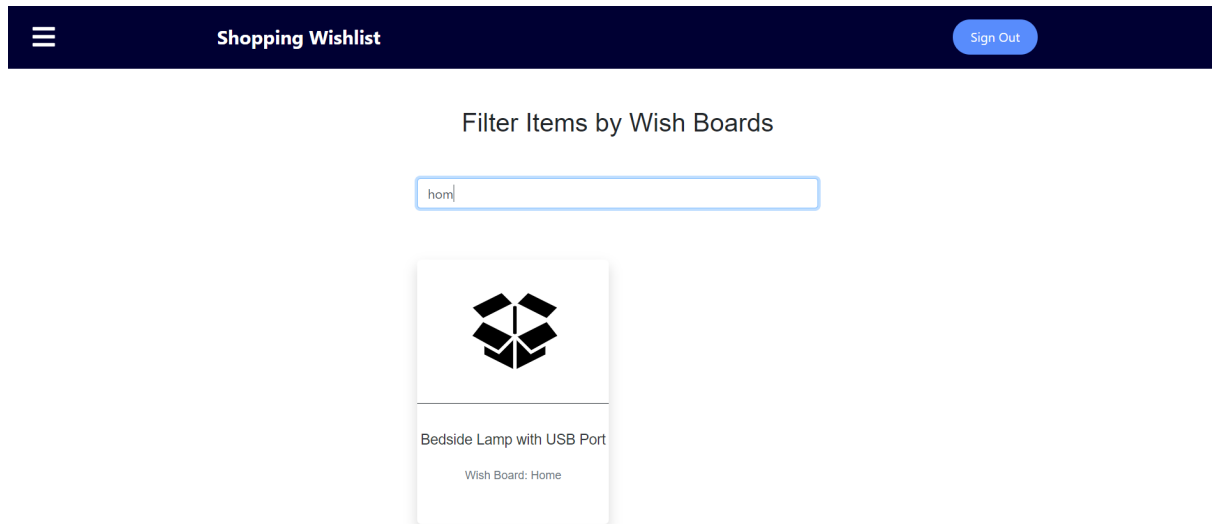 Shopping Wishlist
Sign Out
Filter Items by Wish Boards
hom
Bedside Lamp with USB Port
Wish Board: Home